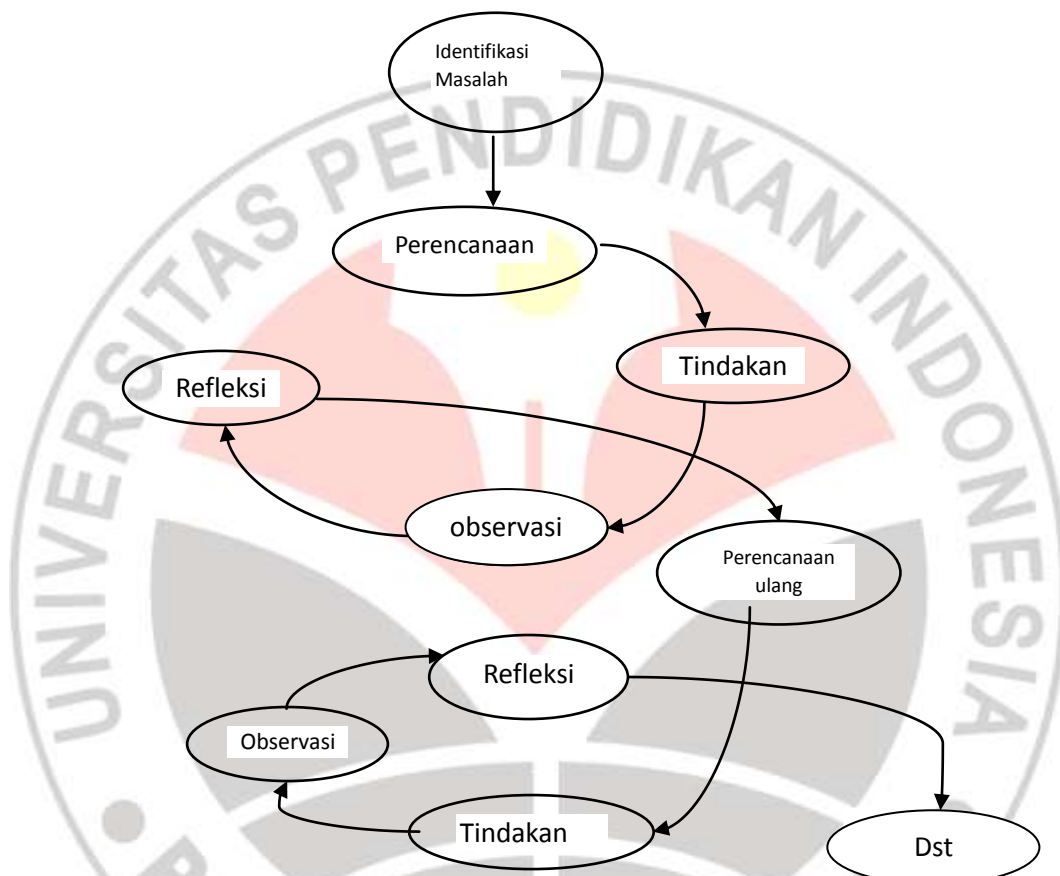 Identifikasi
Masalah
UNIVERSITAS PENDIDIKAN INDONESIA
Perencanaan
Tindakan
Refleksi
observasi
Perencanaan
ulang
Refleksi
Observasi
Tindakan
Dst